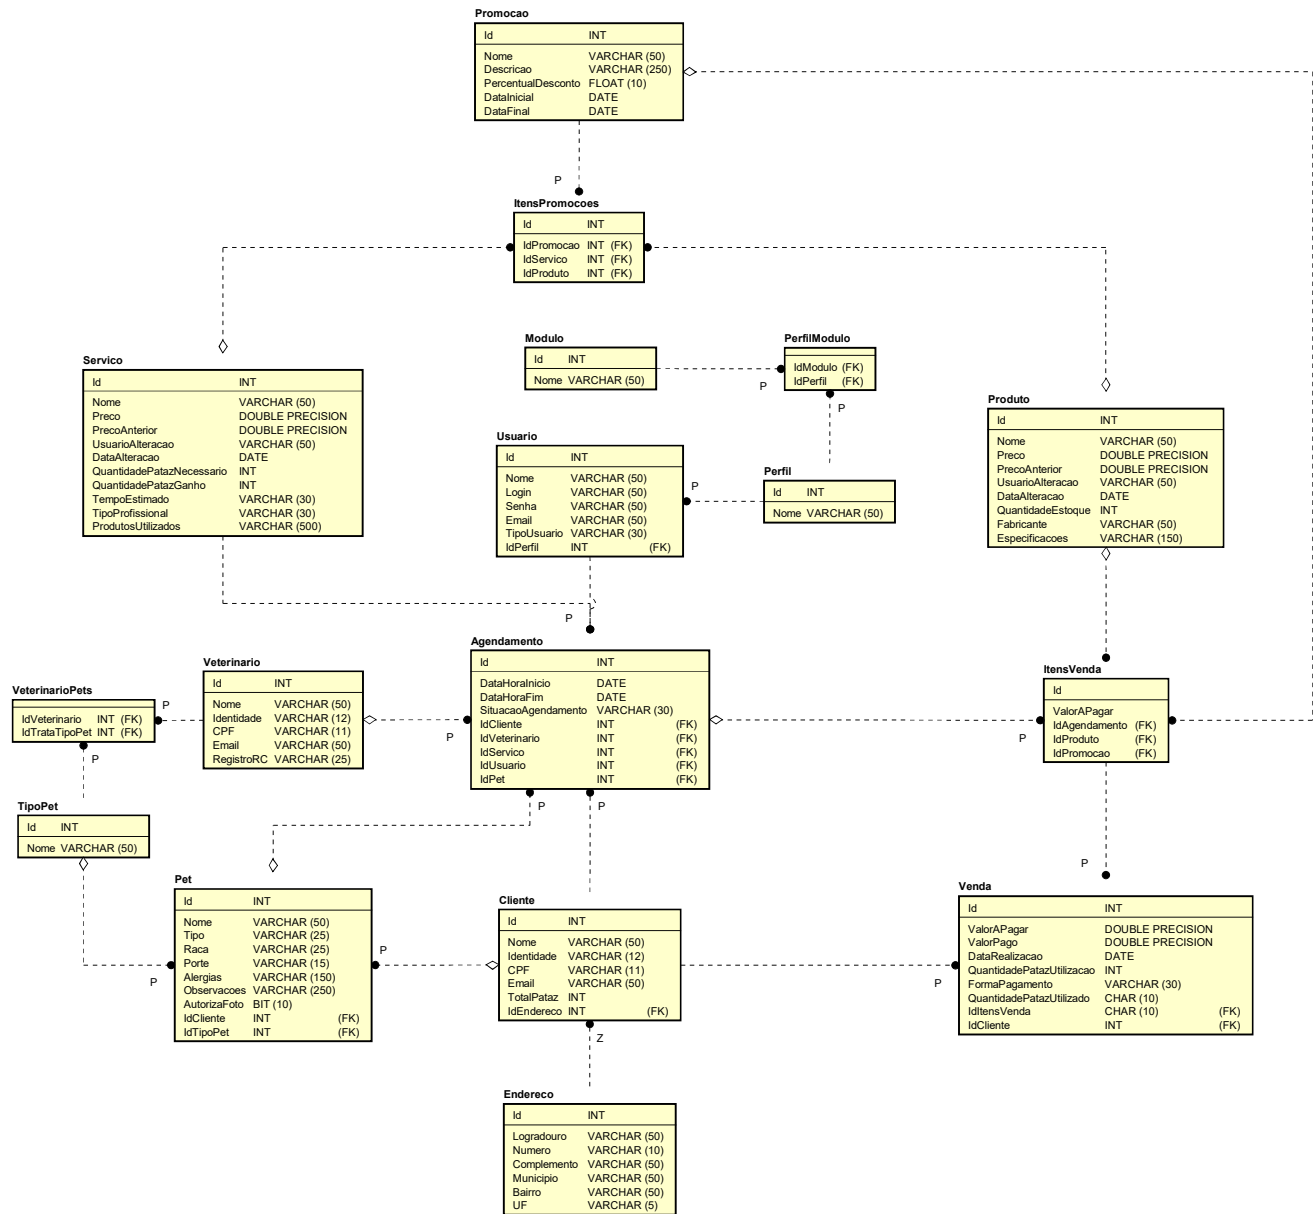 Promocao
Id INT
Nome VARCHAR (50)
Descricao VARCHAR (250)
PercentualDesconto FLOAT (10)
DataInicial DATE
DataFinal DATE
P
ItensPromocoes
Id INT
IdPromocao INT (FK)
IdServico INT (FK)
IdProduto INT (FK)
Modulo
Id INT
Nome VARCHAR (50)
P
PerfilModulo
IdModulo (FK)
IdPerfil (FK)
P
Servico
Id INT
Nome VARCHAR (50)
Preco DOUBLE PRECISION
PrecoAnterior DOUBLE PRECISION
UsuarioAlteracao VARCHAR (50)
DataAlteracao DATE
QuantidadePatazNecessario INT
QuantidadePatazGanho INT
TempoEstimado VARCHAR (30)
TipoProfissional VARCHAR (30)
ProdutosUtilizados VARCHAR (500)
Usuario
Id INT
Nome VARCHAR (50)
Login VARCHAR (50)
Senha VARCHAR (50)
Email VARCHAR (50)
TipoUsuario VARCHAR (30)
IdPerfil INT (FK)
P
Perfil
Id INT
Nome VARCHAR (50)
Produto
Id INT
Nome VARCHAR (50)
Preco DOUBLE PRECISION
PrecoAnterior DOUBLE PRECISION
UsuarioAlteracao VARCHAR (50)
DataAlteracao DATE
QuantidadeEstoque INT
Fabricante VARCHAR (50)
Especificacoes VARCHAR (150)
P
VeterinarioPets
IdVeterinario INT (FK)
IdTrataTipoPet INT (FK)
P
P
Veterinario
Id INT
Nome VARCHAR (50)
Identidade VARCHAR (12)
CPF VARCHAR (11)
Email VARCHAR (50)
RegistroRC VARCHAR (25)
P
Agendamento
Id INT
DataHoraInicio DATE
DataHoraFim DATE
SituacaoAgendamento VARCHAR (30)
IdCliente INT (FK)
IdVeterinario INT (FK)
IdServico INT (FK)
IdUsuario INT (FK)
IdPet INT (FK)
P
P
P
ItensVenda
Id
ValorAPagar
IdAgendamento (FK)
IdProduto (FK)
IdPromocao (FK)
P
TipoPet
Id INT
Nome VARCHAR (50)
P
Pet
Id INT
Nome VARCHAR (50)
Tipo VARCHAR (25)
Raca VARCHAR (25)
Porte VARCHAR (15)
Alergias VARCHAR (150)
Observacoes VARCHAR (250)
AutorizaFoto BIT (10)
IdCliente INT (FK)
IdTipoPet INT (FK)
P
Cliente
Id INT
Nome VARCHAR (50)
Identidade VARCHAR (12)
CPF VARCHAR (11)
Email VARCHAR (50)
TotalPataz INT
IdEndereco INT (FK)
Z
P
Venda
Id INT
ValorAPagar DOUBLE PRECISION
ValorPago DOUBLE PRECISION
DataRealizacao DATE
QuantidadePatazUtilizacao INT
FormaPagamento VARCHAR (30)
QuantidadePatazUtilizado CHAR (10)
IdItensVenda CHAR (10) (FK)
IdCliente INT (FK)
Endereco
Id INT
Logradouro VARCHAR (50)
Numero VARCHAR (10)
Complemento VARCHAR (50)
Municipio VARCHAR (50)
Bairro VARCHAR (50)
UF VARCHAR (5)